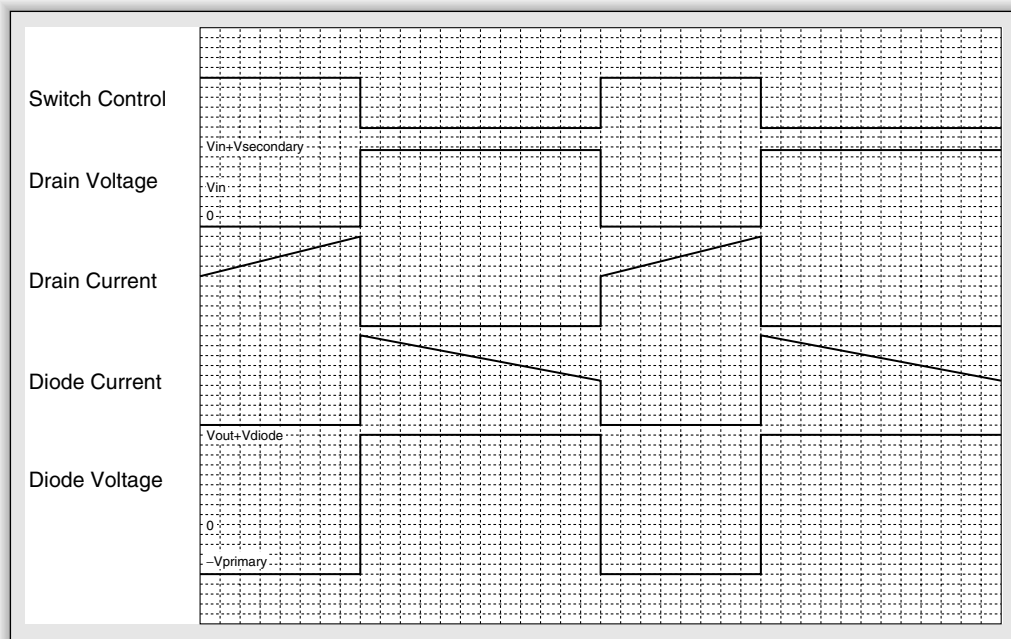 Switch Control
Vin+Vsecondary
Drain Voltage
Vin
0
Drain Current
Diode Current
Vout+Vdiode
Diode Voltage
0
–Vprimary